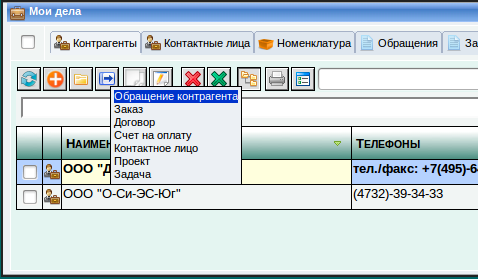 Мои дела
Контрагенты Контактные лица Номенклатура Обращения За
Обращение контрагента
Заказ
Договор
Счет на оплату
Контактное лицо
Проект
Задача
Наимен Телефоны
ООО "Д тел./факс: +7(495)-6
ООО "О-Си-ЭС-Юг" (4732)-39-34-33